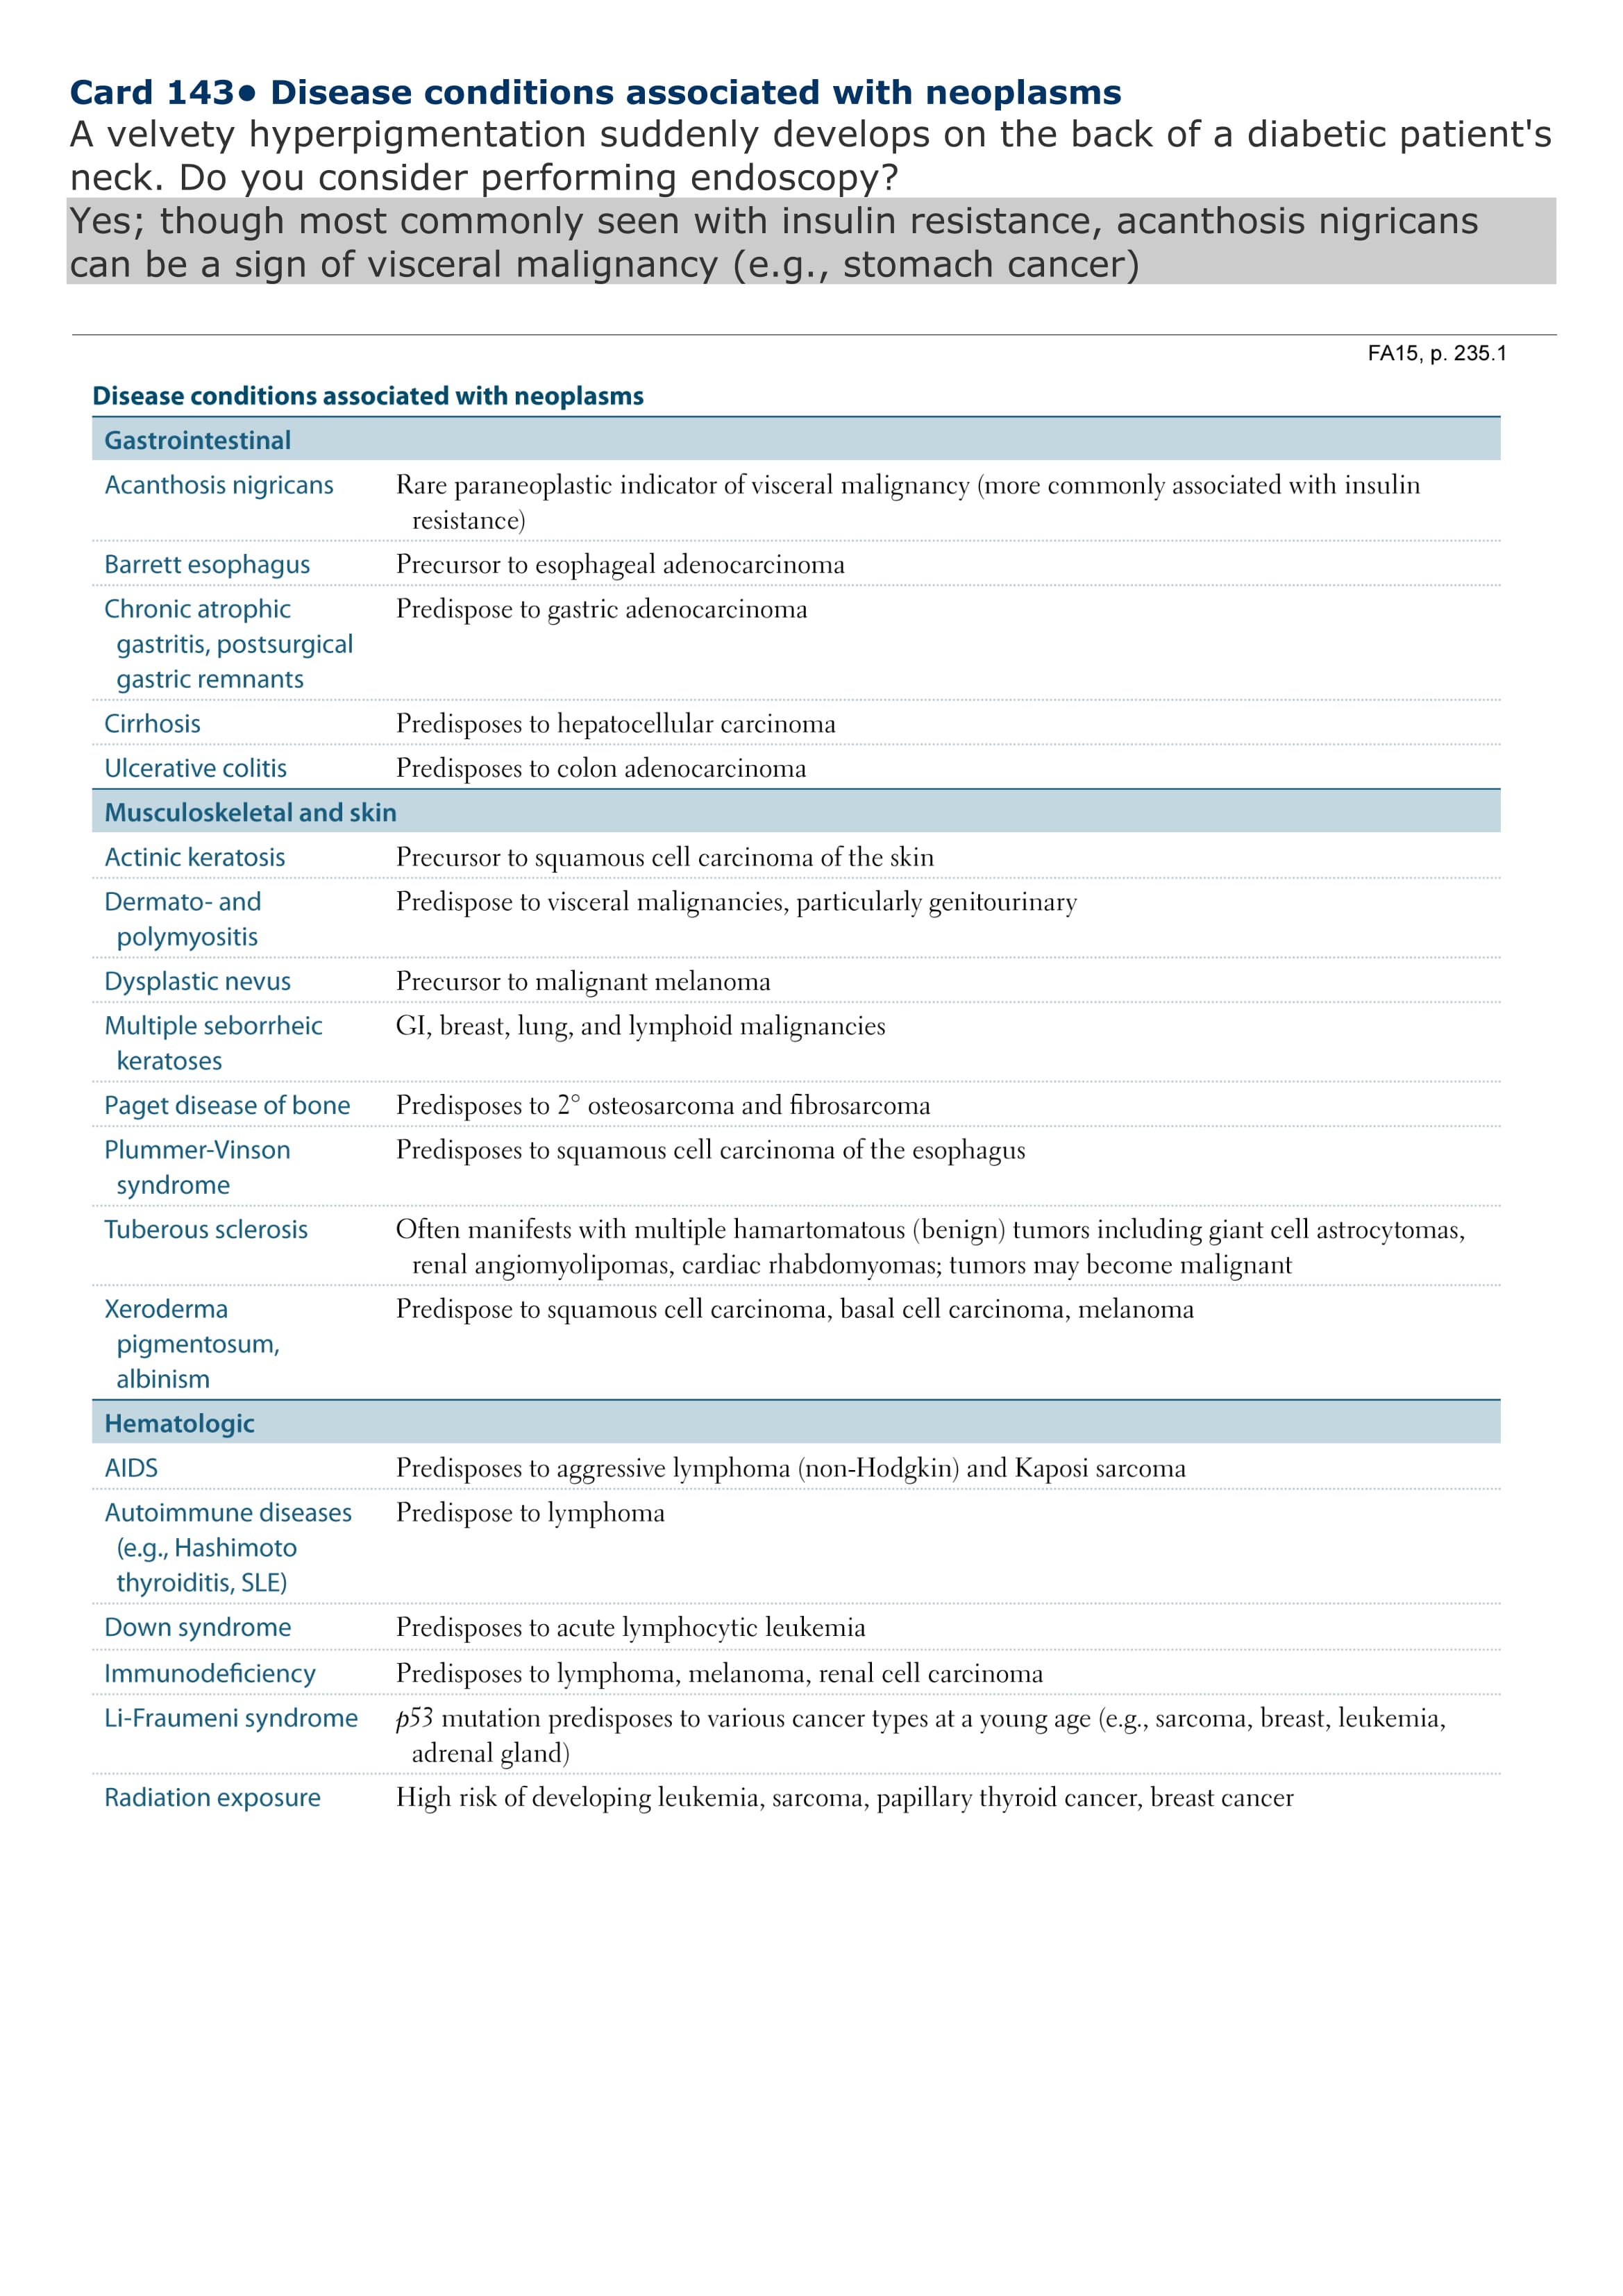 Card 143● Disease conditions associated with neoplasms
A velvety hyperpigmentation suddenly develops on the back of a diabetic patient's
neck. Do you consider performing endoscopy?
Yes; though most commonly seen with insulin resistance, acanthosis nigricans
can be a sign of visceral malignancy (e.g., stomach cancer)
FA15, p. 235.1
Disease conditions associated with neoplasms
Gastrointestinal
Acanthosis nigricans Rare paraneoplastic indicator of visceral malignancy (more commonly associated with insulin
resistance)
Barrett esophagus Precursor to esophageal adenocarcinoma
Chronic atrophic Predispose to gastric adenocarcinoma
gastritis, postsurgical
gastric remnants
Cirrhosis Predisposes to hepatocellular carcinoma
Ulcerative colitis Predisposes to colon adenocarcinoma
Musculoskeletal and skin
Actinic keratosis Precursor to squamous cell carcinoma of the skin
Dermato- and Predispose to visceral malignancies, particularly genitourinary
polymyositis
Dysplastic nevus Precursor to malignant melanoma
Multiple seborrheic GI, breast, lung, and lymphoid malignancies
keratoses
Paget disease of bone Predisposes to 2° osteosarcoma and fibrosarcoma
Plummer-Vinson Predisposes to squamous cell carcinoma of the esophagus
syndrome
Tuberous sclerosis Often manifests with multiple hamartomatous (benign) tumors including giant cell astrocytomas,
renal angiomyolipomas, cardiac rhabdomyomas; tumors may become malignant
Xeroderma Predispose to squamous cell carcinoma, basal cell carcinoma, melanoma
pigmentosum,
albinism
Hematologic
AIDS Predisposes to aggressive lymphoma (non-Hodgkin) and Kaposi sarcoma
Autoimmune diseases Predispose to lymphoma
(e.g., Hashimoto
thyroiditis, SLE)
Down syndrome Predisposes to acute lymphocytic leukemia
Immunodeficiency Predisposes to lymphoma, melanoma, renal cell carcinoma
Li-Fraumeni syndrome p53 mutation predisposes to various cancer types at a young age (e.g., sarcoma, breast, leukemia,
adrenal gland)
Radiation exposure High risk of developing leukemia, sarcoma, papillary thyroid cancer, breast cancer